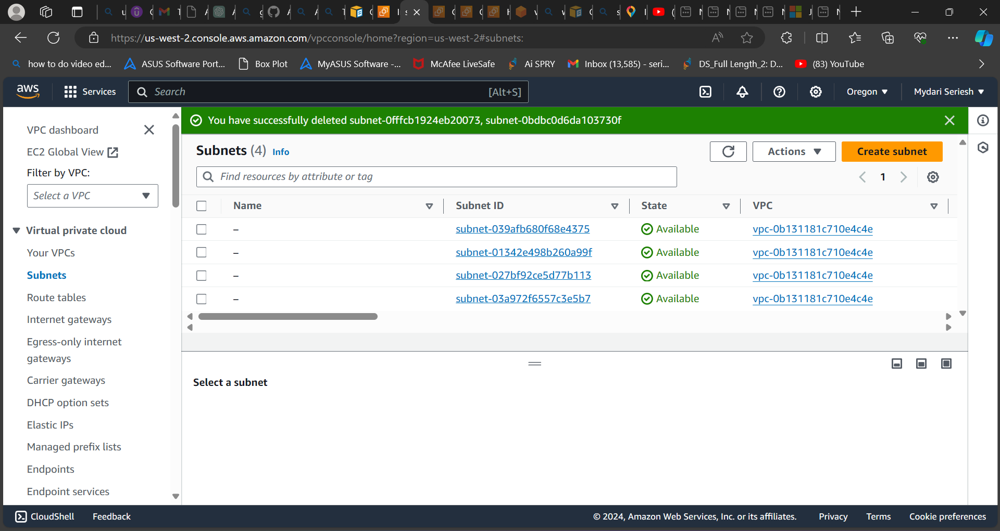 https://us-west-2.console.aws.amazon.com/vpcconsole/home?region=us-west-2#subnets:
how to do video ed...
ASUS Software Port...
Box Plot
MyASUS Software -...
McAfee LiveSafe
Ai SPRY
Inbox (13,585) - seri...
DS_Full Length_2: D...
(83) YouTube
aws
Services
Search
[Alt+S]
Oregon
Mydari Seriesh
VPC dashboard
EC2 Global View
Filter by VPC:
Select a VPC
Virtual private cloud
Your VPCs
Subnets
Route tables
Internet gateways
Egress-only internet
gateways
Carrier gateways
DHCP option sets
Elastic IPs
Managed prefix lists
Endpoints
Endpoint services
You have successfully deleted subnet-0fffcb1924eb20073, subnet-0bdbc0d6da103730f
Subnets (4) Info
Actions
Create subnet
Find resources by attribute or tag
1
Name Subnet ID State VPC
– subnet-039afb680f68e4375 Available vpc-0b131181c710e4c4e
– subnet-01342e498b260a99f Available vpc-0b131181c710e4c4e
– subnet-027bf92ce5d77b113 Available vpc-0b131181c710e4c4e
– subnet-03a972f6557c3e5b7 Available vpc-0b131181c710e4c4e
Select a subnet
CloudShell
Feedback
© 2024, Amazon Web Services, Inc. or its affiliates.
Privacy
Terms
Cookie preferences